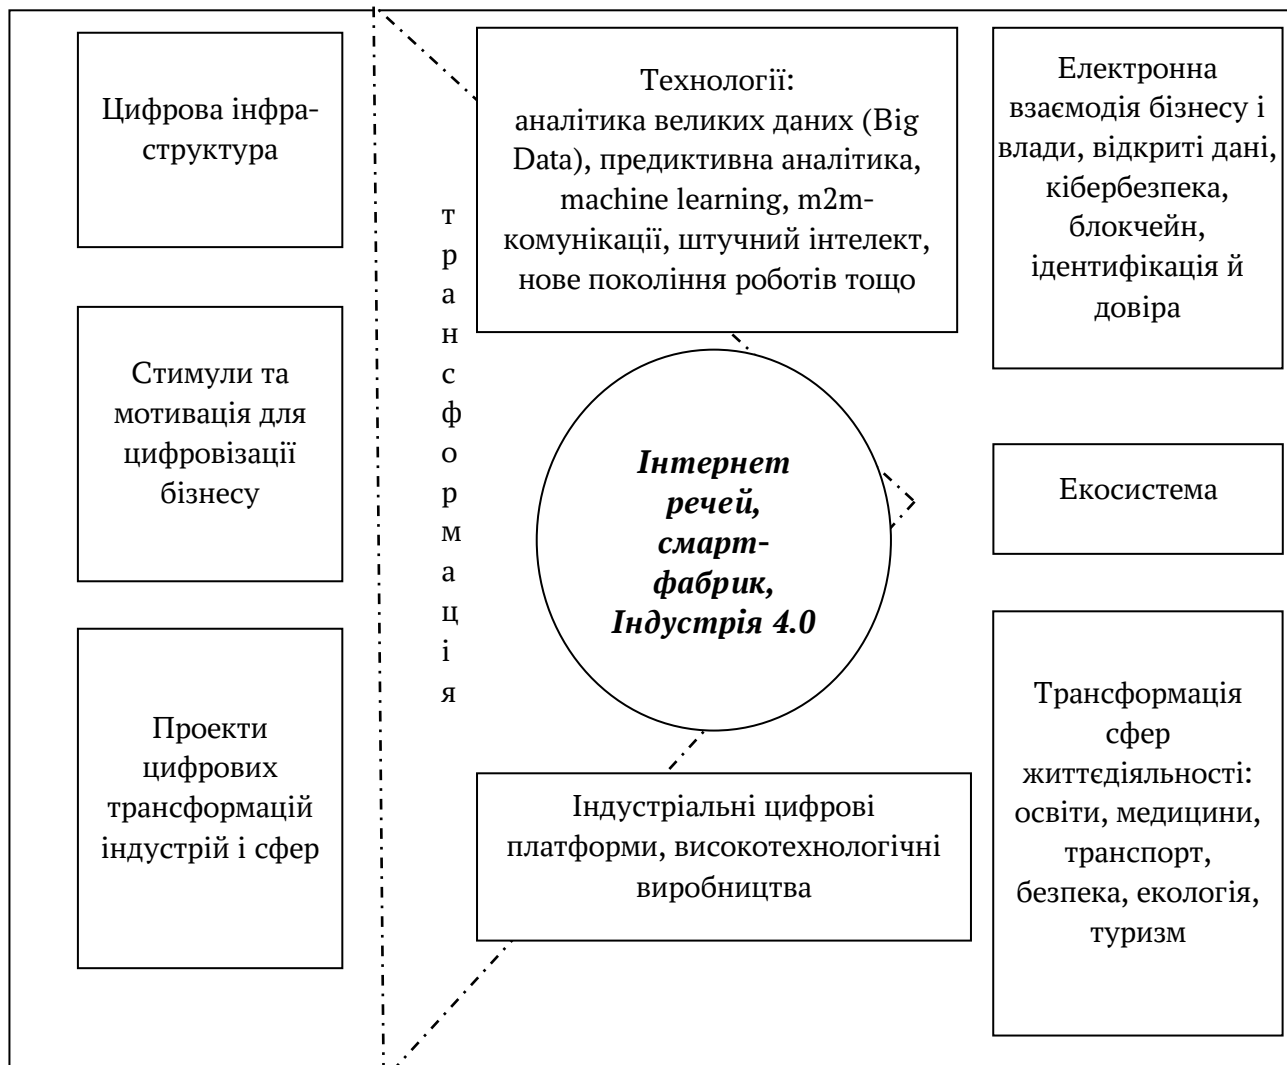 Цифрова інфра-
структура
Стимули та
мотивація для
цифровізації
бізнесу
Проекти
цифрових
трансформацій
індустрій і сфер
т
р
а
н
с
ф
о
р
м
а
ц
і
я
Технології:
аналітика великих даних (Big
Data), предиктивна аналітика,
machine learning, m2m-
комунікації, штучний інтелект,
нове покоління роботів тощо
Інтернет
речей,
смарт-
фабрик,
Індустрія 4.0
Індустріальні цифрові
платформи, високотехнологічні
виробництва
Електронна
взаємодія бізнесу і
влади, відкриті дані,
кібербезпека,
блокчейн,
ідентифікація й
довіра
Екосистема
Трансформація
сфер
життєдіяльності:
освіти, медицини,
транспорт,
безпека, екологія,
туризм